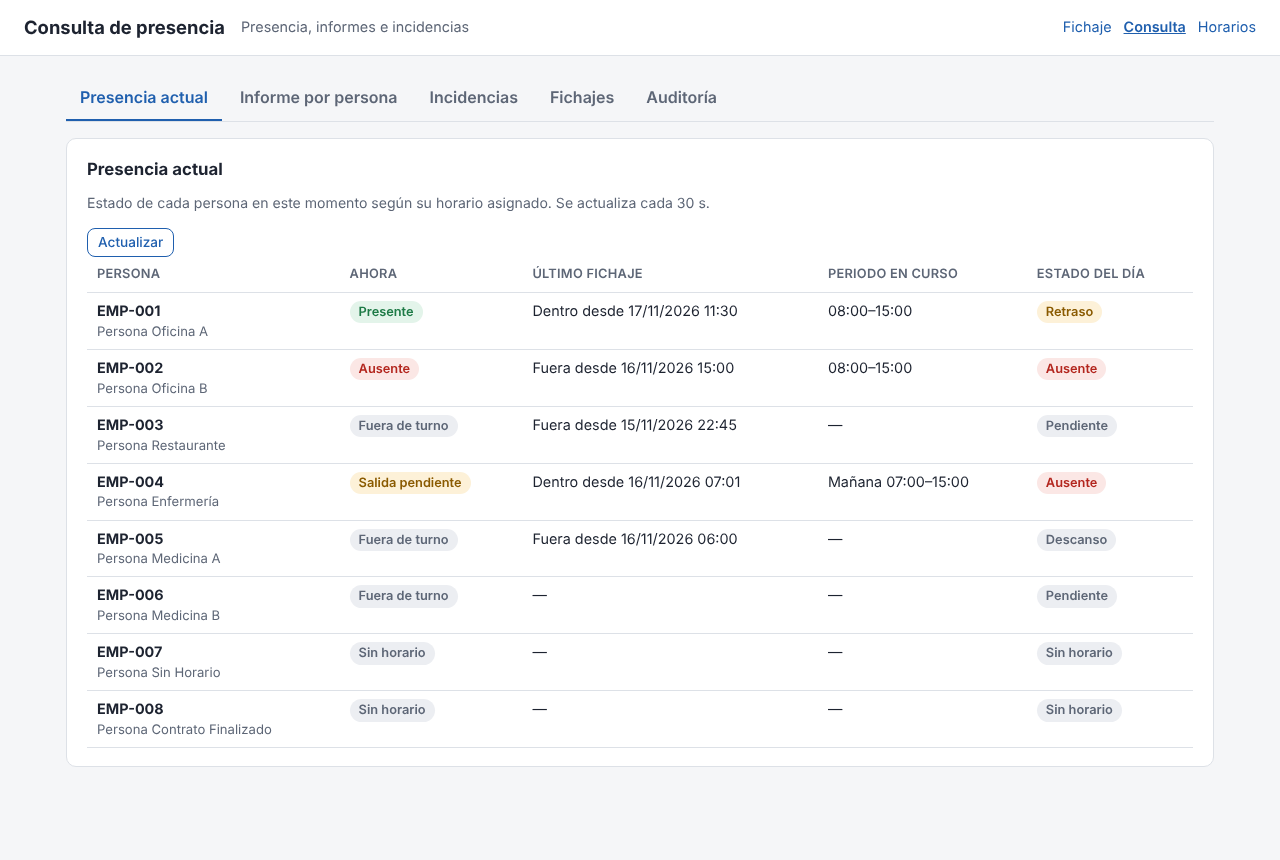 Consulta de presencia Presencia, informes e incidencias Fichaje Consulta Horarios
Presencia actual Informe por persona Incidencias Fichajes Auditoría
Presencia actual
Estado de cada persona en este momento según su horario asignado. Se actualiza cada 30 s.
Actualizar
PERSONA AHORA ÚLTIMO FICHAJE PERIODO EN CURSO ESTADO DEL DÍA
EMP-001 Presente Dentro desde 17/11/2026 11:30 08:00–15:00 Retraso
Persona Oficina A
EMP-002 Ausente Fuera desde 16/11/2026 15:00 08:00–15:00 Ausente
Persona Oficina B
EMP-003 Fuera de turno Fuera desde 15/11/2026 22:45 — Pendiente
Persona Restaurante
EMP-004 Salida pendiente Dentro desde 16/11/2026 07:01 Mañana 07:00–15:00 Ausente
Persona Enfermería
EMP-005 Fuera de turno Fuera desde 16/11/2026 06:00 — Descanso
Persona Medicina A
EMP-006 Fuera de turno — — Pendiente
Persona Medicina B
EMP-007 Sin horario — — Sin horario
Persona Sin Horario
EMP-008 Sin horario — — Sin horario
Persona Contrato Finalizado